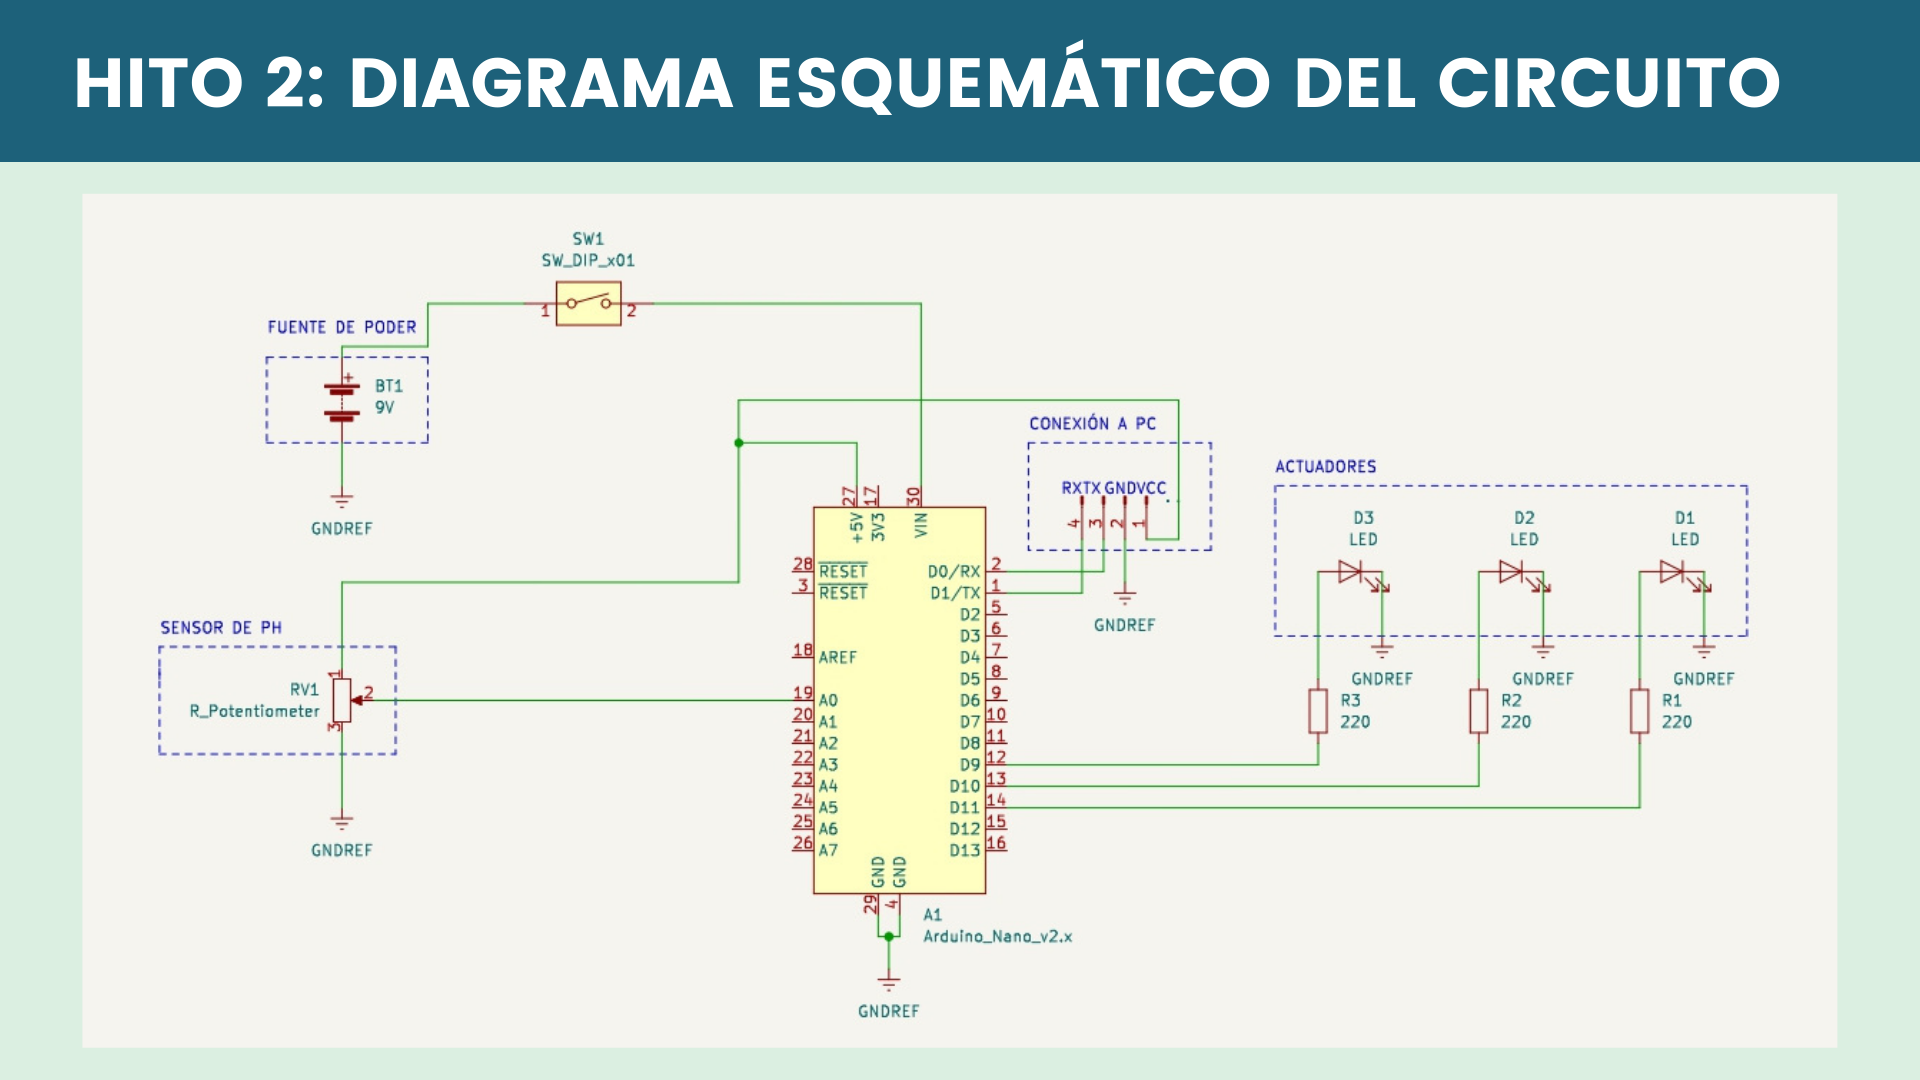 HITO 2: DIAGRAMA ESQUEMÁTICO DEL CIRCUITO
SW1
SW_DIP_x01
1
2
FUENTE DE PODER
+
BT1
9V
GNDREF
CONEXIÓN A PC
RXTX GNDVCC
4
3
2
1
GNDREF
ACTUADORES
D3
LED
D2
LED
D1
LED
GNDREF
GNDREF
GNDREF
R3
220
R2
220
R1
220
SENSOR DE PH
RV1
R_Potentiometer
1
2
3
GNDREF
27
17
30
+5V
3V3
VIN
28 RESET
3 RESET
18 AREF
19 A0
20 A1
21 A2
22 A3
23 A4
24 A5
25 A6
26 A7
D0/RX 2
D1/TX 1
D2 5
D3 6
D4 7
D5 8
D6 9
D7 10
D8 11
D9 12
D10 13
D11 14
D12 15
D13 16
GND
GND
29
4
A1
Arduino_Nano_v2.x
GNDREF